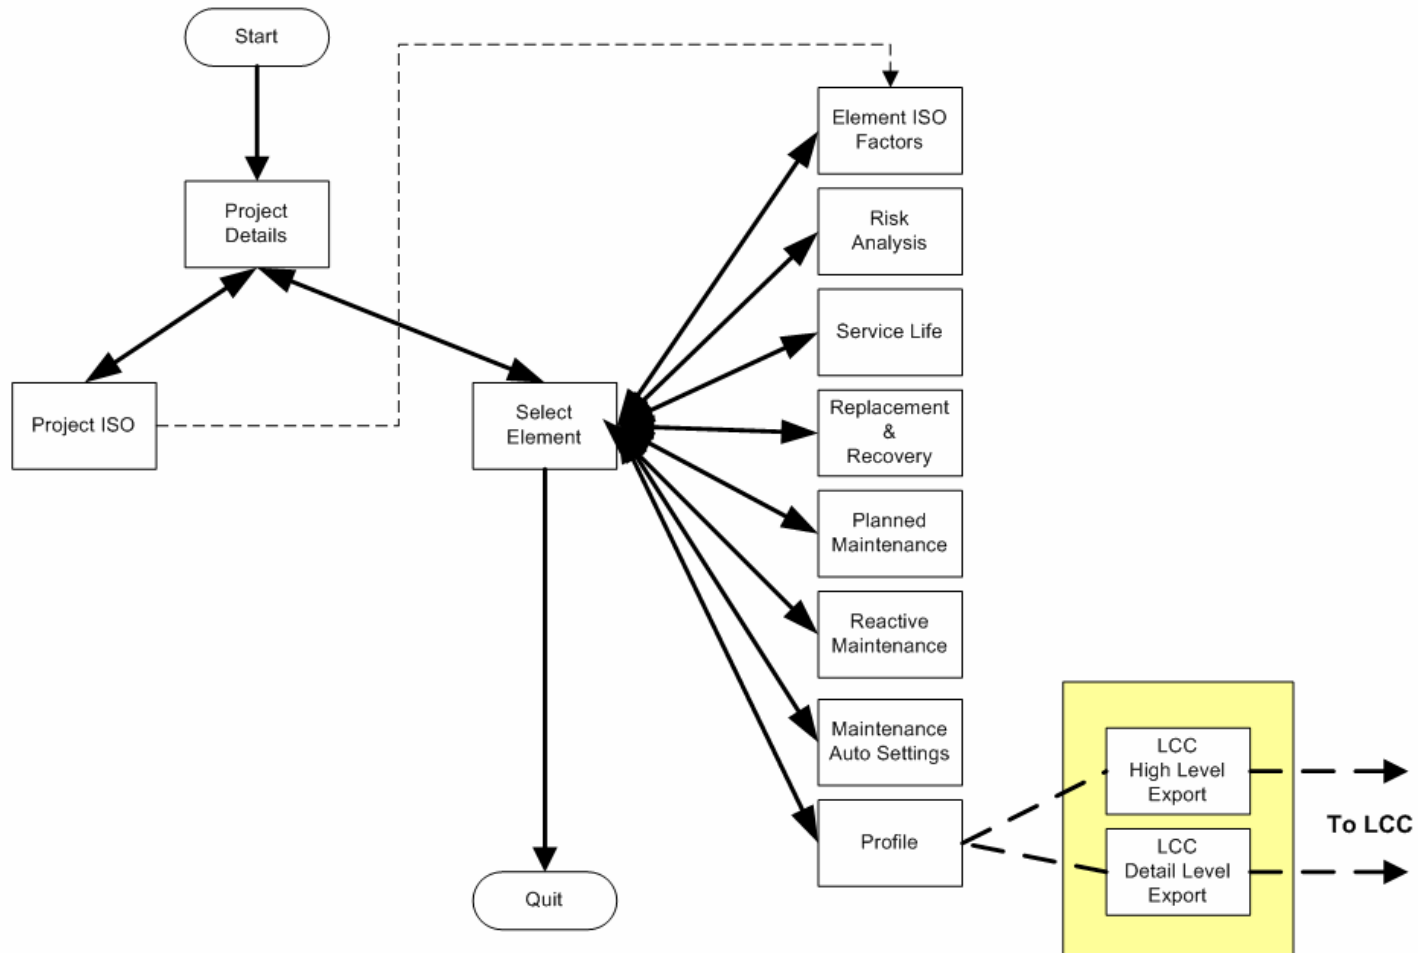 Start
Project
Details
Project ISO
Select
Element
Quit
Element ISO
Factors
Risk
Analysis
Service Life
Replacement
&
Recovery
Planned
Maintenance
Reactive
Maintenance
Maintenance
Auto Settings
Profile
LCC
High Level
Export
LCC
Detail Level
Export
To LCC